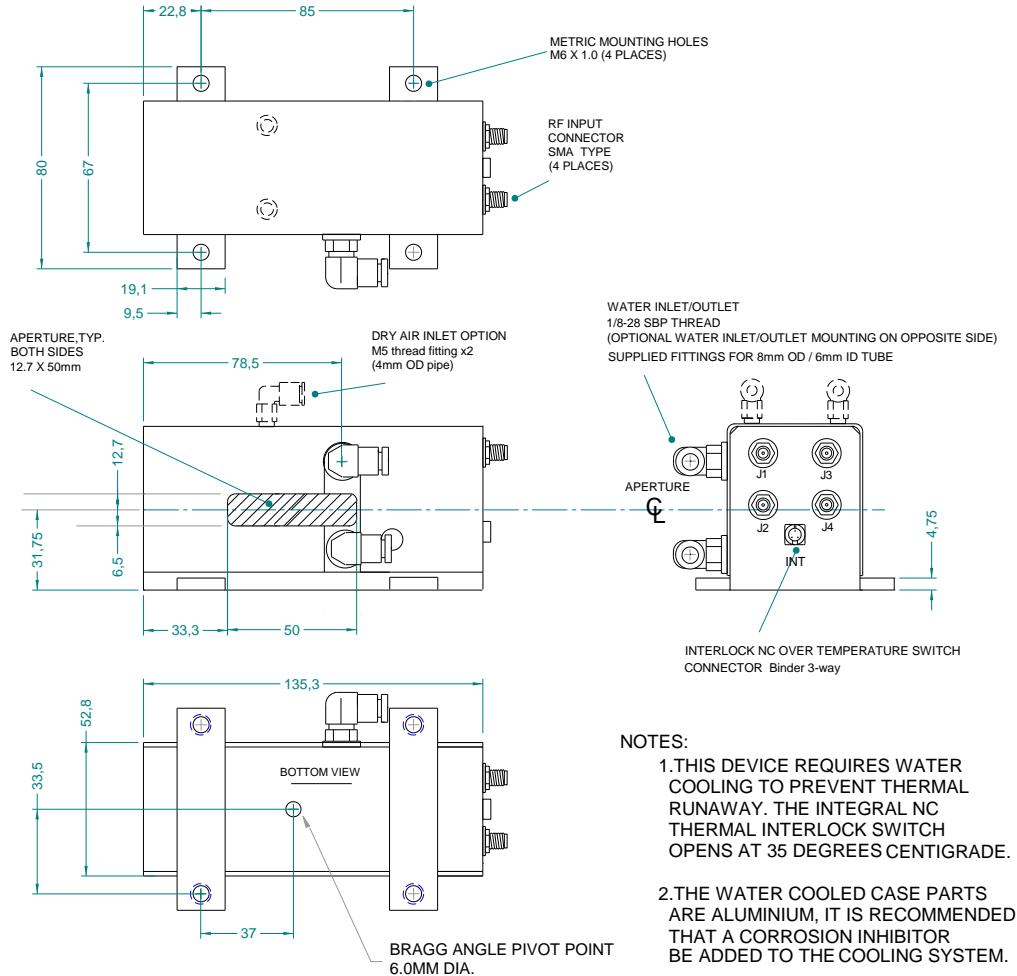 22,8
85
METRIC MOUNTING HOLES
M6 X 1.0 (4 PLACES)
80
67
RF INPUT
CONNECTOR
SMA TYPE
(4 PLACES)
19,1
9,5
APERTURE,TYP.
BOTH SIDES
12.7 X 50mm
78,5
DRY AIR INLET OPTION
M5 thread fitting x2
(4mm OD pipe)
WATER INLET/OUTLET
1/8-28 SBP THREAD
(OPTIONAL WATER INLET/OUTLET MOUNTING ON OPPOSITE SIDE)
SUPPLIED FITTINGS FOR 8mm OD / 6mm ID TUBE
12,7
31,75
6,5
33,3
50
APERTURE
CL
J1
J3
J2
J4
INT
4,75
INTERLOCK NC OVER TEMPERATURE SWITCH
CONNECTOR Binder 3-way
135,3
52,8
33,5
BOTTOM VIEW
37
BRAGG ANGLE PIVOT POINT
6.0MM DIA.
NOTES:
1.THIS DEVICE REQUIRES WATER
COOLING TO PREVENT THERMAL
RUNAWAY. THE INTEGRAL NC
THERMAL INTERLOCK SWITCH
OPENS AT 35 DEGREES CENTIGRADE.
2.THE WATER COOLED CASE PARTS
ARE ALUMINIUM, IT IS RECOMMENDED
THAT A CORROSION INHIBITOR
BE ADDED TO THE COOLING SYSTEM.